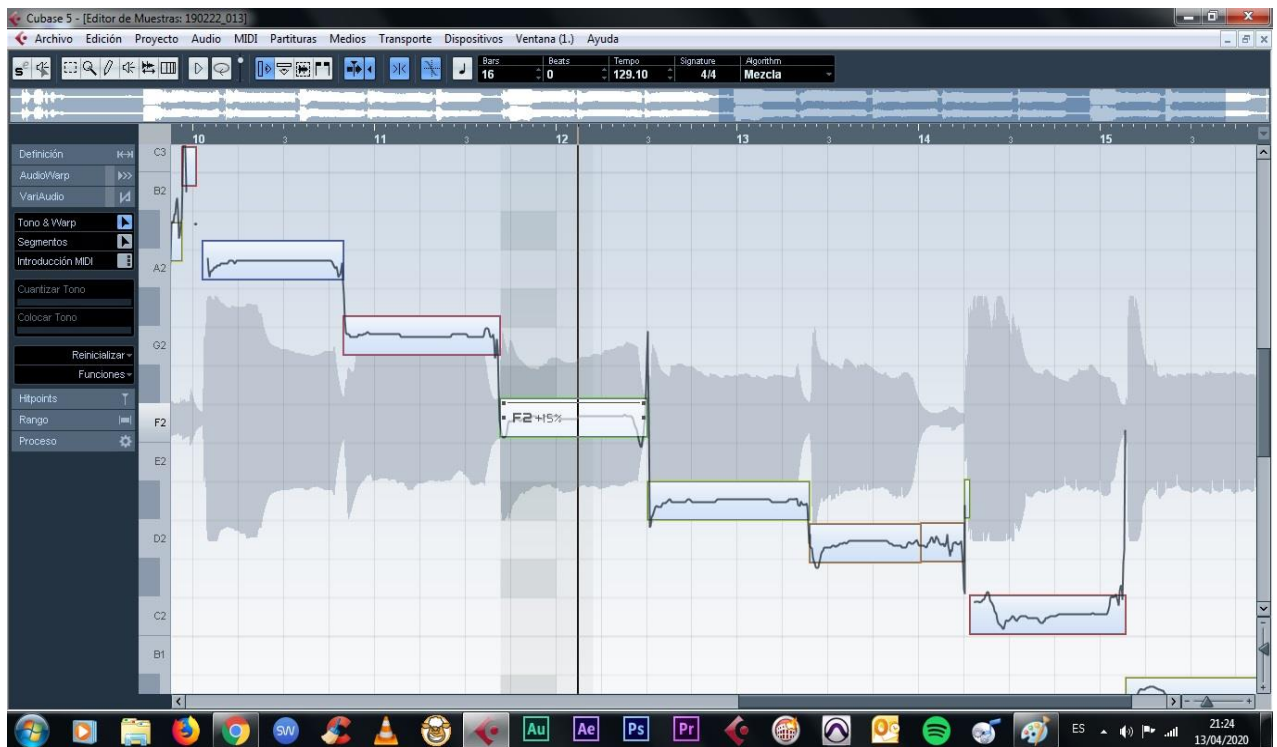 Cubase 5 - [Editor de Muestras: 190222_013]
Archivo Edición Proyecto Audio MIDI Partituras Medios Transporte Dispositivos Ventana (1.) Ayuda
Bars Beats Tempo Signature Algorithm
16 0 129.10 4/4 Mezcla
10 3 11 3 12 3 13 3 14 3 15 3
Definición
AudioWarp
VariAudio
Tono & Warp
Segmentos
Introducción MIDI
Cuantizar Tono
Colocar Tono
Reinicializar
Funciones
Hitpoints
Rango
Proceso
C3
B2
A2
G2
F2
E2
D2
C2
B1
F2 +15%
SW Au Ae Ps Pr ES
21:24
13/04/2020